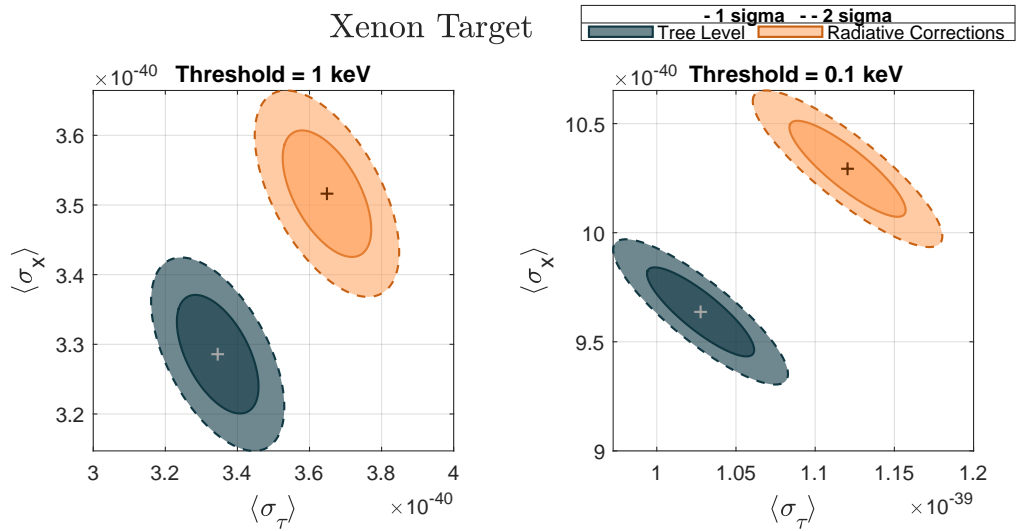 Xenon Target
- 1 sigma - - 2 sigma
Tree Level Radiative Corrections
×10⁻⁴⁰ Threshold = 1 keV
3.6
3.5
3.4
3.3
3.2
⟨σₓ⟩
3 3.2 3.4 3.6 3.8 4
⟨σ_τ⟩ ×10⁻⁴⁰
×10⁻⁴⁰ Threshold = 0.1 keV
10.5
10
9.5
9
⟨σₓ⟩
1 1.05 1.1 1.15 1.2
⟨σ_τ⟩ ×10⁻³⁹